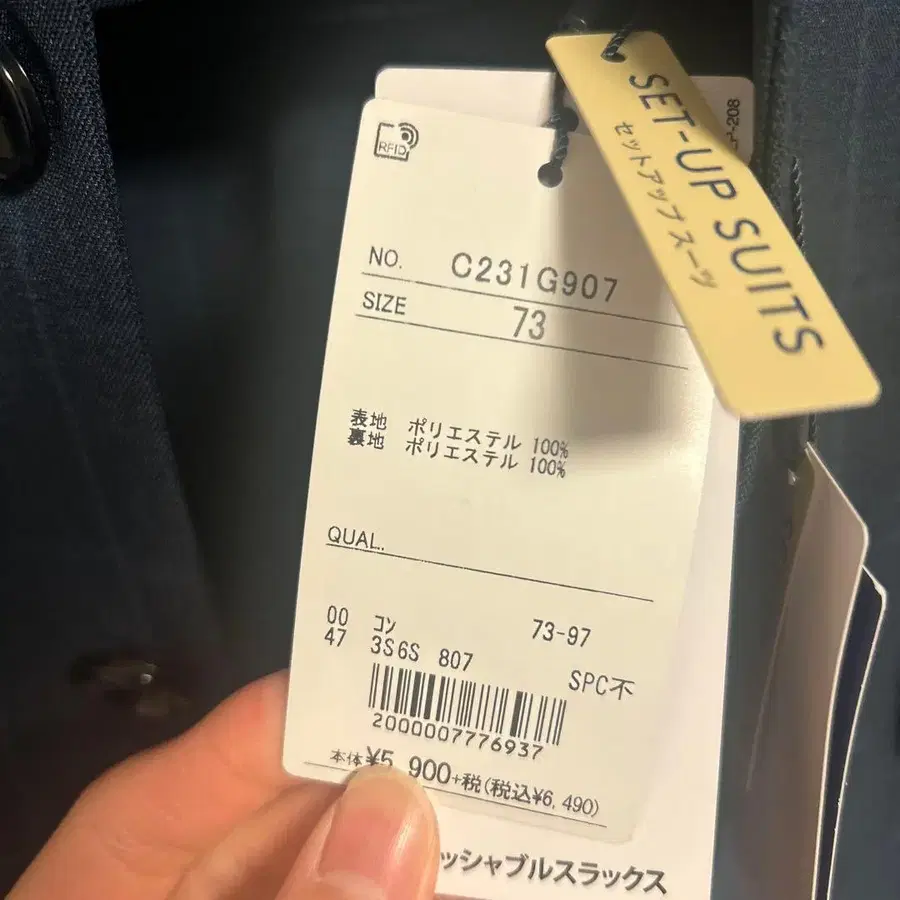 RFID
SET-UP SUITS
セットアップ スーツ
NO. C231G907
SIZE 73
表地 ポリエステル 100%
裏地 ポリエステル 100%
QUAL.
00 コン 73-97
47 3S6S 807
SPC不
2000007776937
本体¥5,900+税(税込¥6,490)
ッシャブルスラックス